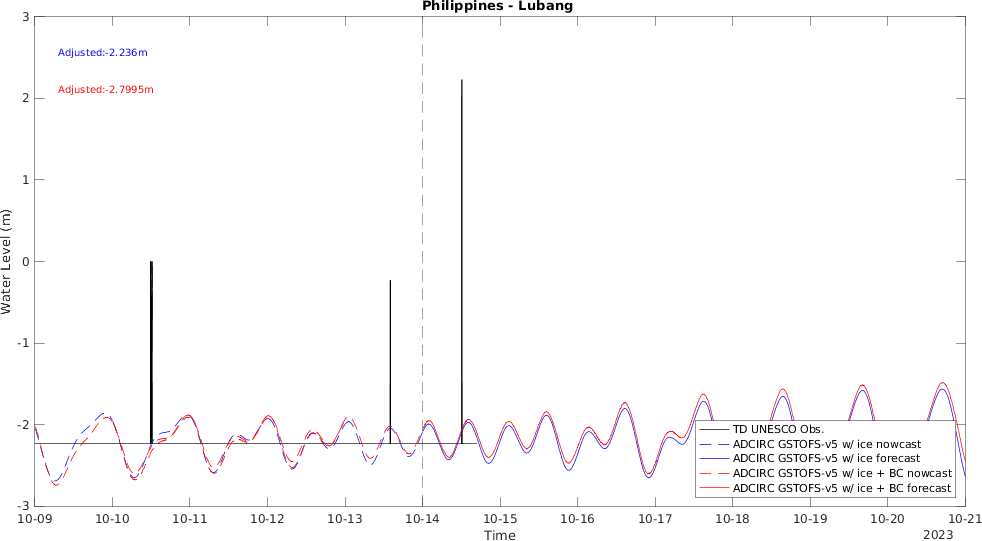 Philippines - Lubang
Adjusted:-2.236m
Adjusted:-2.7995m
Water Level (m)
3
2
1
0
-1
-2
-3
TD UNESCO Obs.
ADCIRC GSTOFS-v5 w/ ice nowcast
ADCIRC GSTOFS-v5 w/ ice forecast
ADCIRC GSTOFS-v5 w/ ice + BC nowcast
ADCIRC GSTOFS-v5 w/ ice + BC forecast
10-09 10-10 10-11 10-12 10-13 10-14 10-15 10-16 10-17 10-18 10-19 10-20 10-21
Time
2023